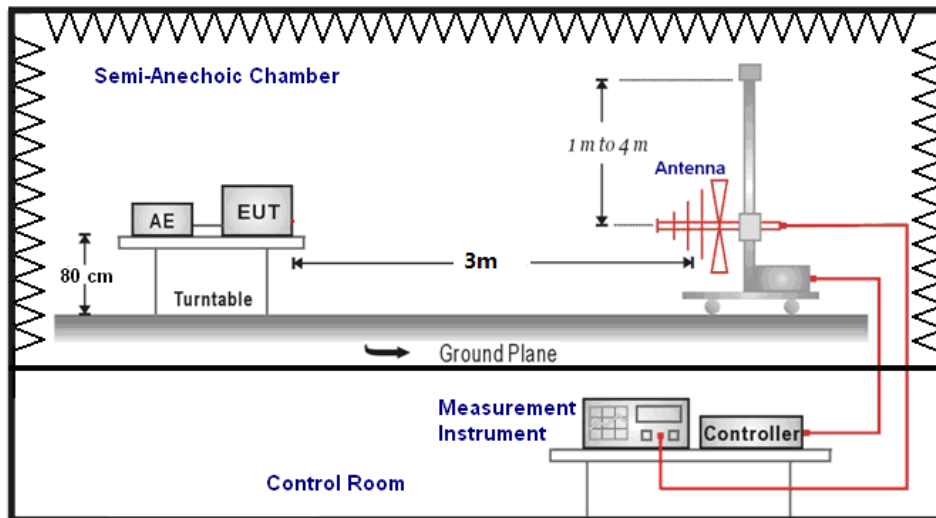 Semi-Anechoic Chamber
1 m to 4 m
Antenna
AE
EUT
80 cm
3m
Turntable
Ground Plane
Measurement
Instrument
Controller
Control Room